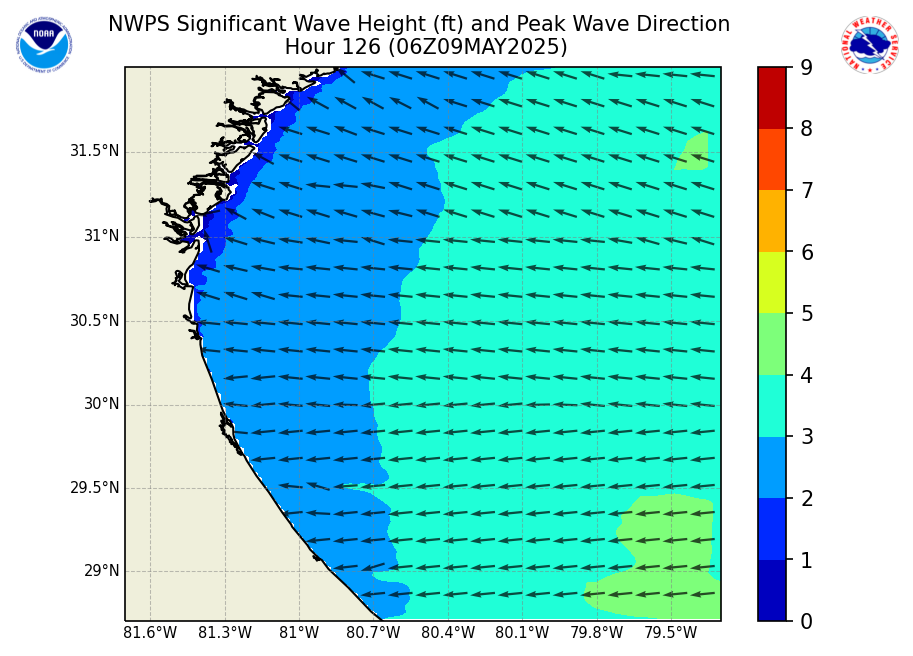 NWPS Significant Wave Height (ft) and Peak Wave Direction
Hour 126 (06Z09MAY2025)
NOAA
NATIONAL WEATHER SERVICE
31.5°N
31°N
30.5°N
30°N
29.5°N
29°N
81.6°W 81.3°W 81°W 80.7°W 80.4°W 80.1°W 79.8°W 79.5°W
9
8
7
6
5
4
3
2
1
0